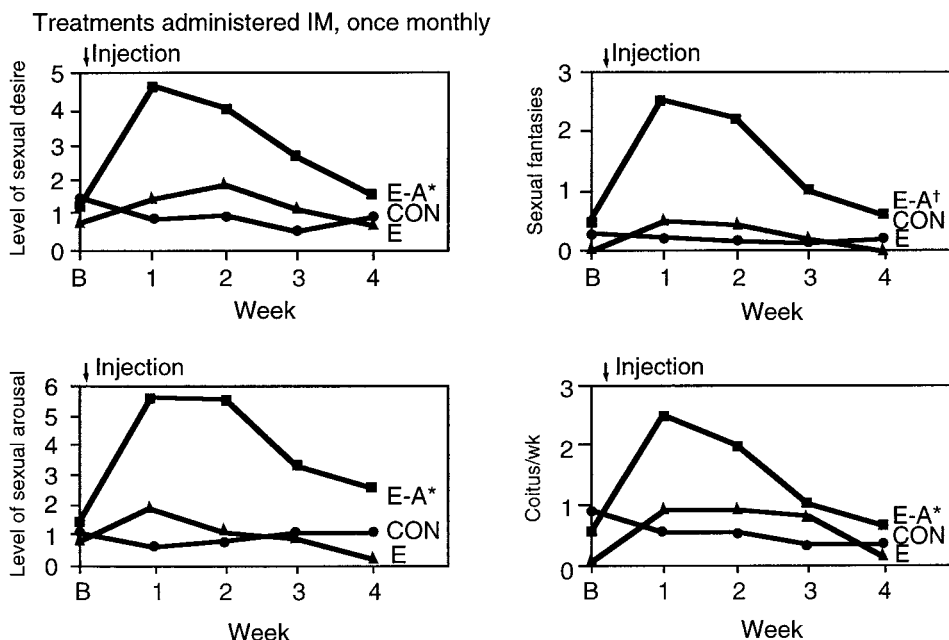 Treatments administered IM, once monthly
↓Injection
Level of sexual desire
5
4
3
2
1
0
E-A*
CON
E
B 1 2 3 4
Week
↓Injection
Sexual fantasies
3
2
1
0
E-A†
CON
E
B 1 2 3 4
Week
↓Injection
Level of sexual arousal
6
5
4
3
2
1
0
E-A*
CON
E
B 1 2 3 4
Week
↓Injection
Coitus/wk
3
2
1
0
E-A*
CON
E
B 1 2 3 4
Week